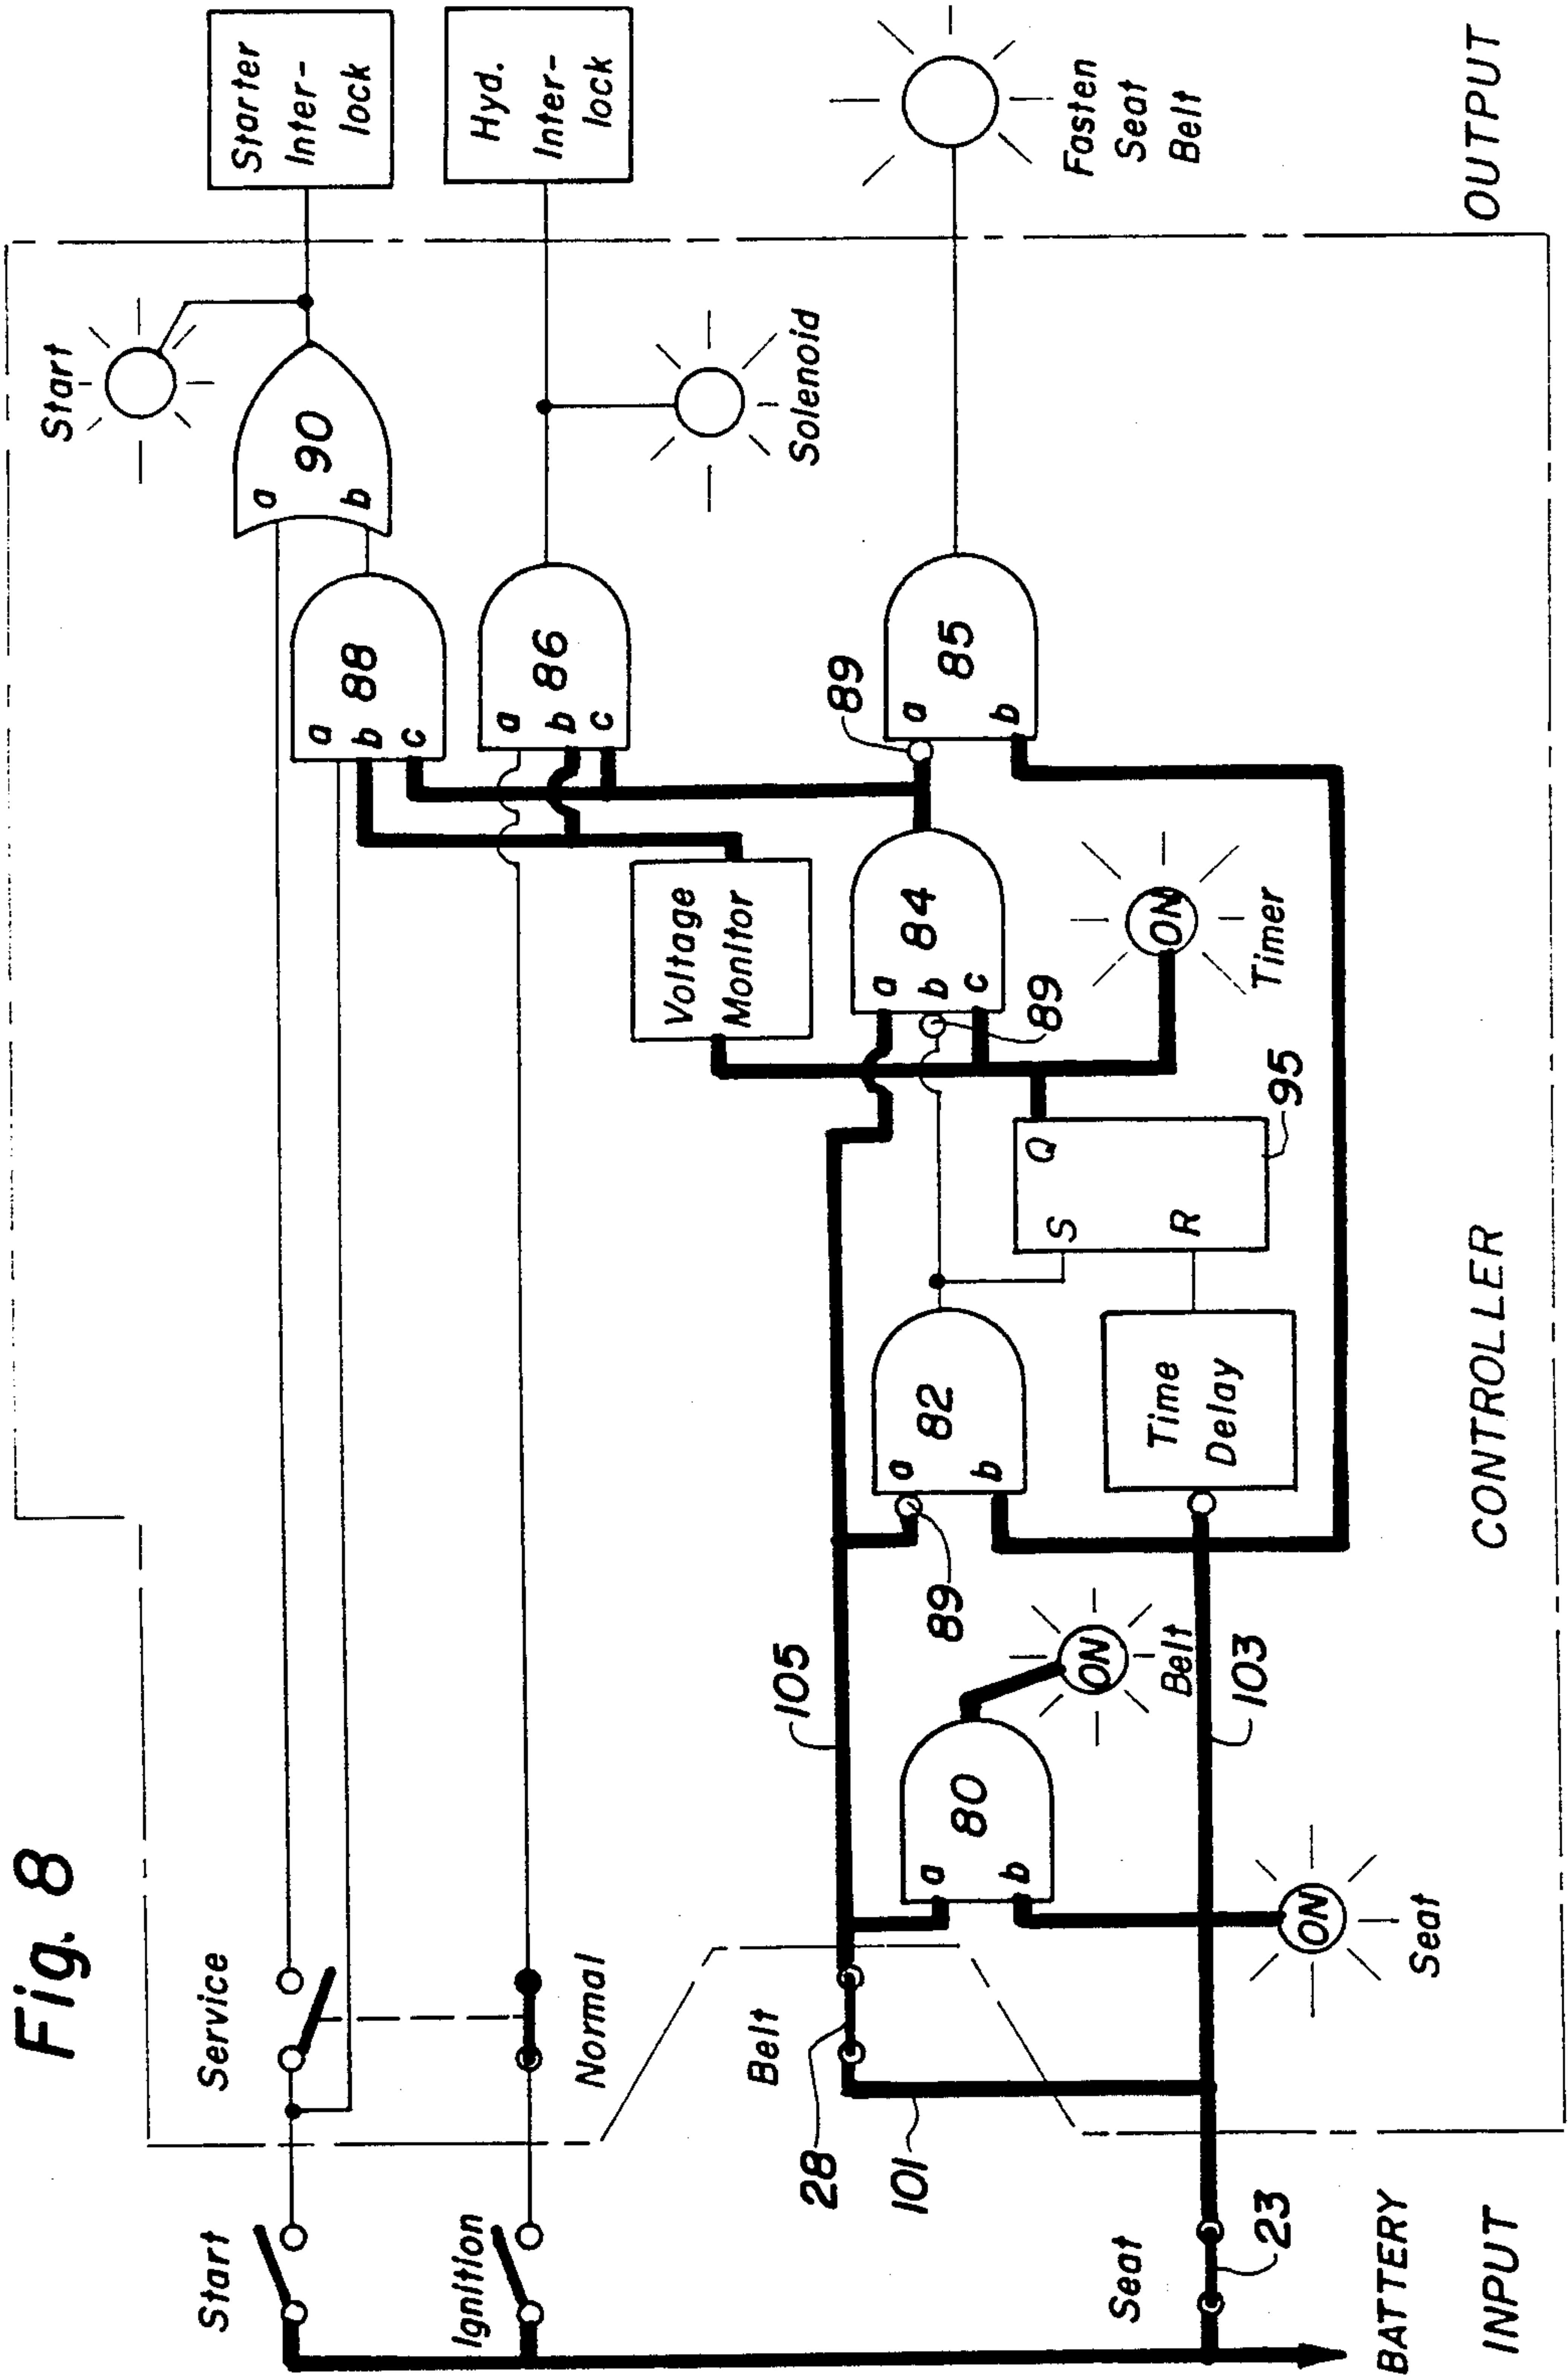 Fig. 8
Start
Service
Start
a
b
90
Starter
Inter-
lock
a
b
c
88
Ignition
Normal
a
b
c
86
Hyd.
Inter-
lock
Solenoid
Voltage
Monitor
28
Belt
101
105
a
b
80
ON
Belt
89
a
b
82
a
b
c
84
89
89
a
b
85
Fasten
Seat
Belt
S
Q
R
95
ON
Timer
Time
Delay
Seat
23
103
ON
Seat
BATTERY
INPUT
CONTROLLER
OUTPUT